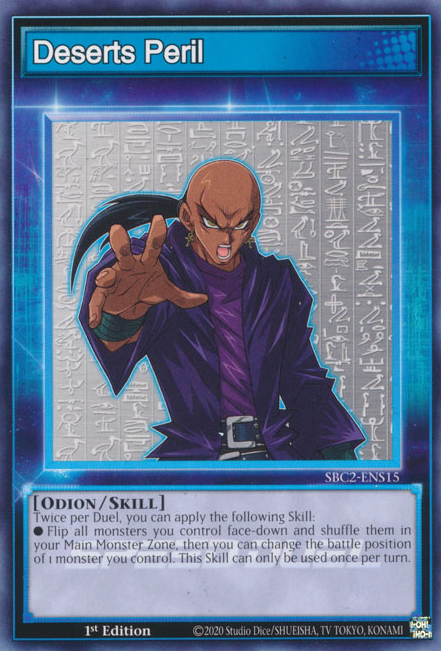 Deserts Peril
SBC2-ENS15
[ODION/SKILL]
Twice per Duel, you can apply the following Skill:
● Flip all monsters you control face-down and shuffle them in
your Main Monster Zone, then you can change the battle position
of 1 monster you control. This Skill can only be used once per turn.
1st Edition
©2020 Studio Dice/SHUEISHA, TV TOKYO, KONAMI